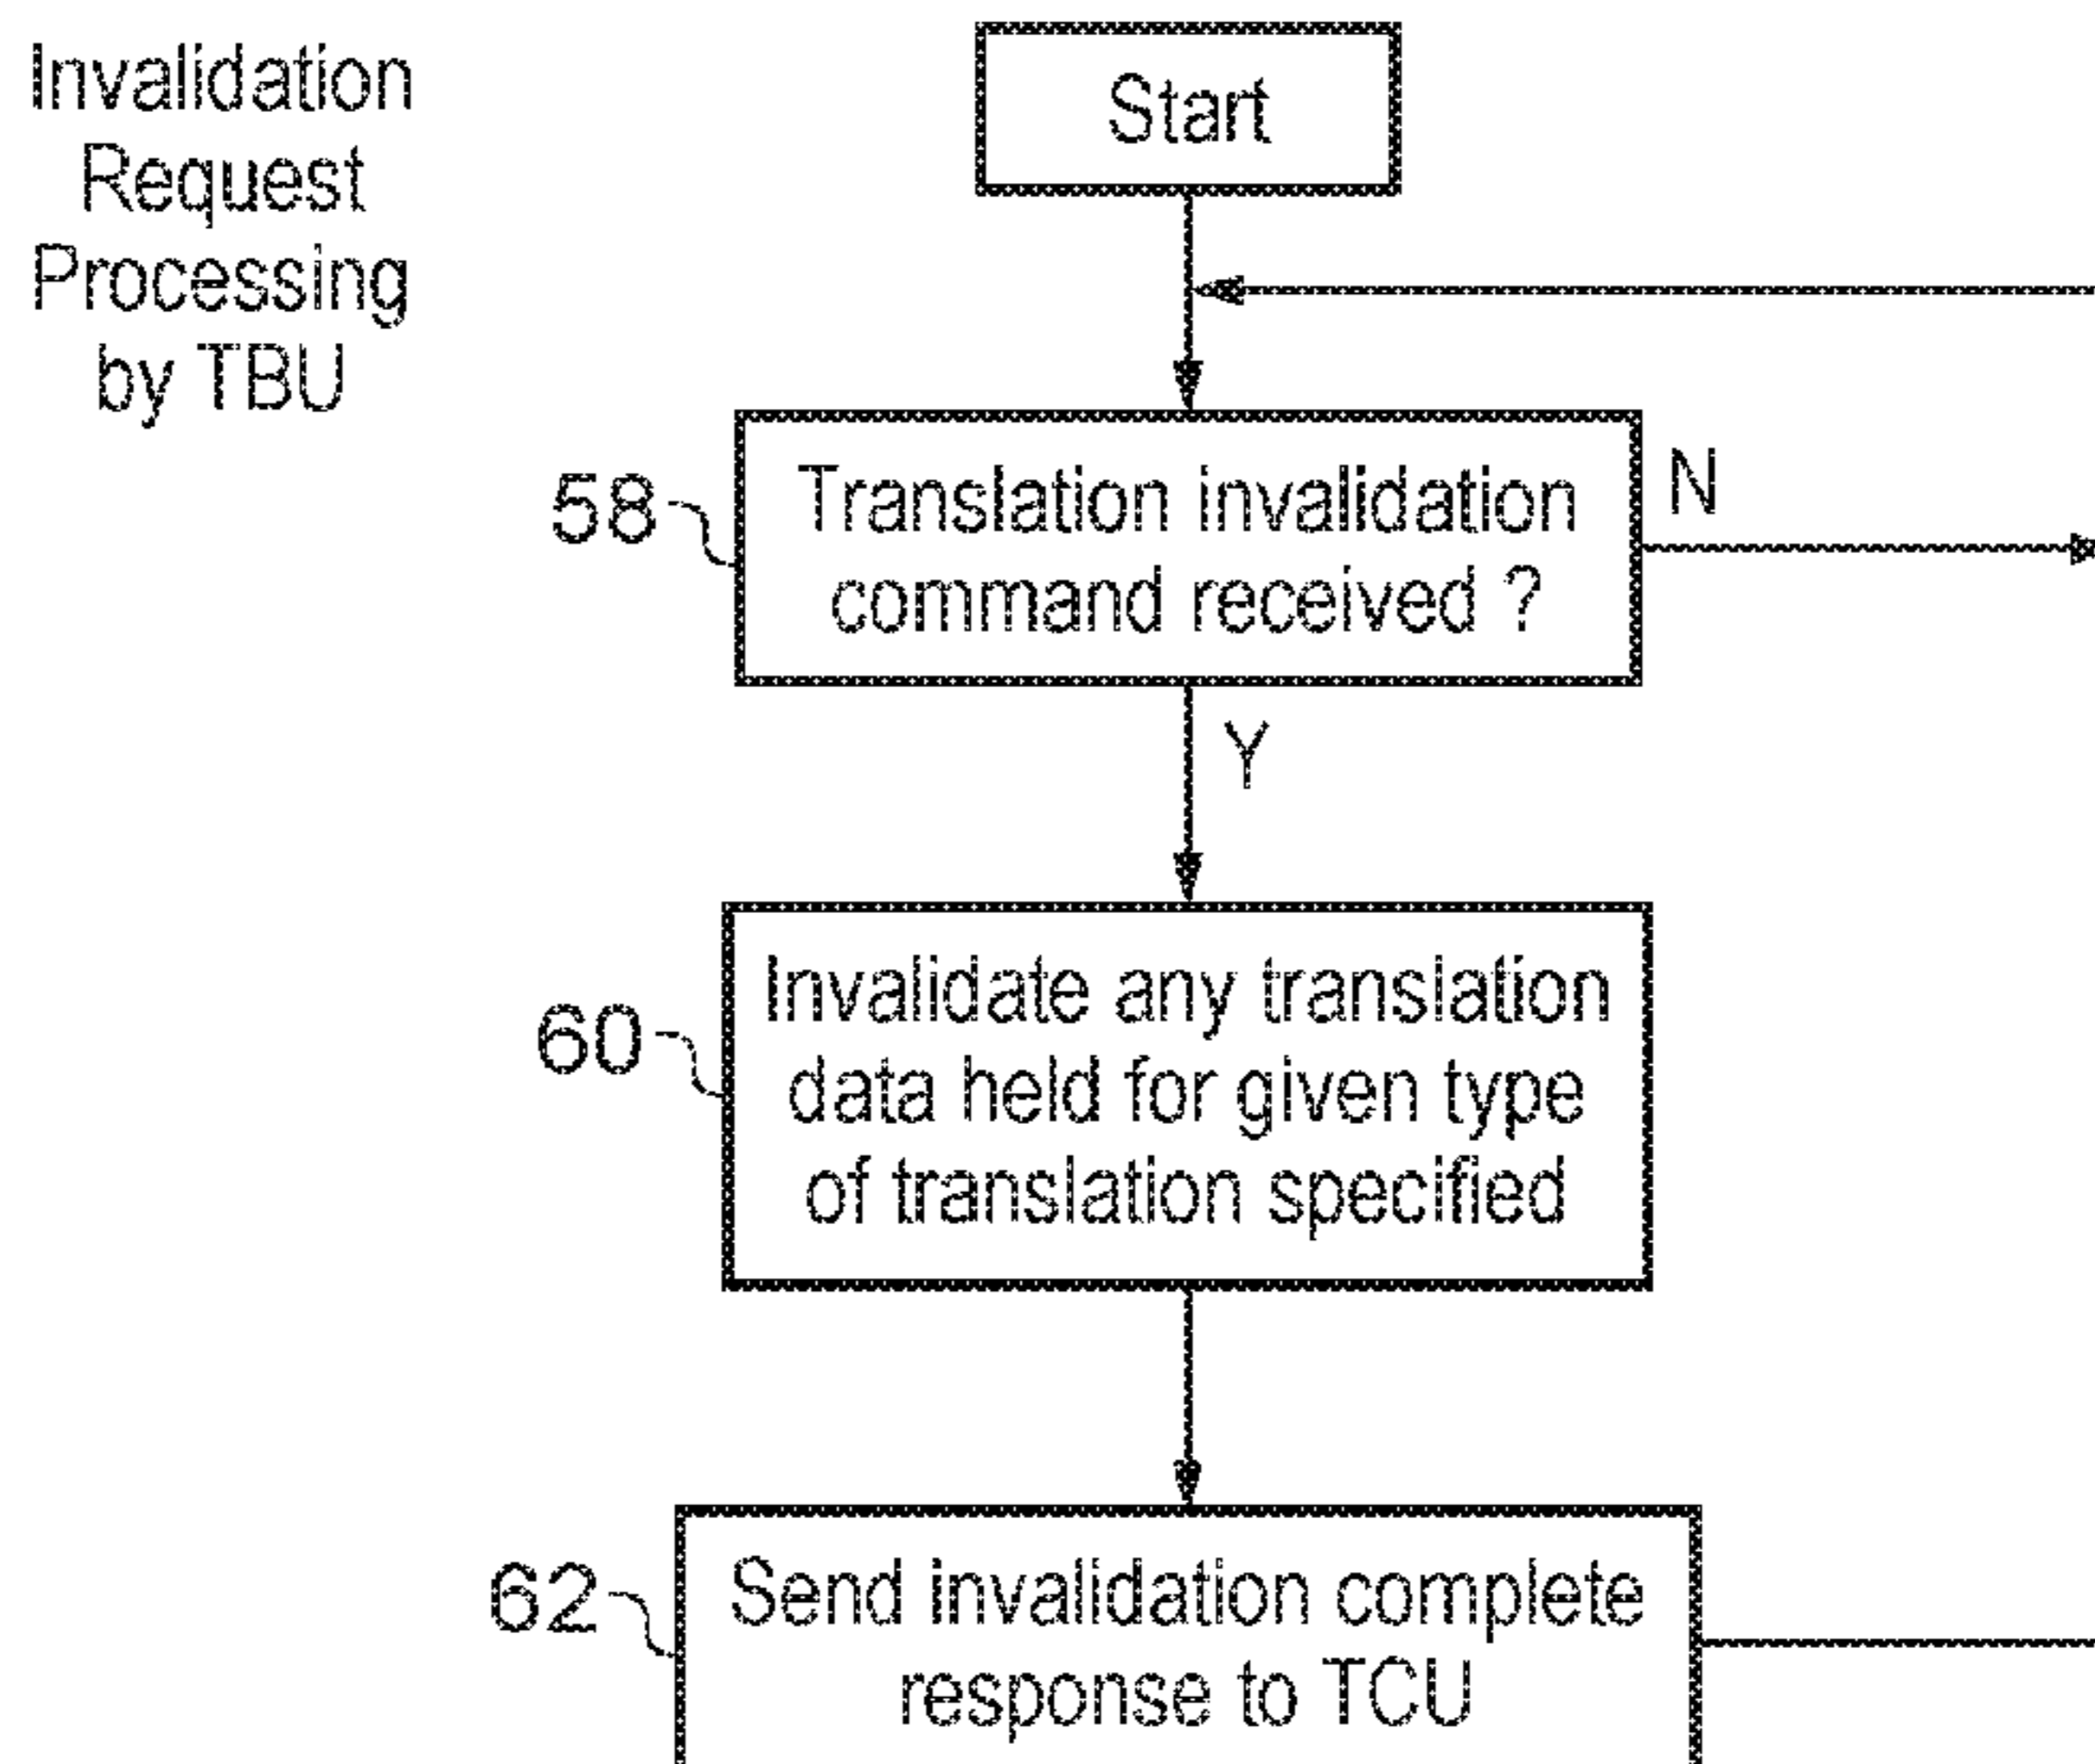 Invalidation
Request
Processing
by TBU
Start
58
Translation invalidation
command received ?
N
Y
60
Invalidate any translation
data held for given type
of translation specified
62
Send invalidation complete
response to TCU